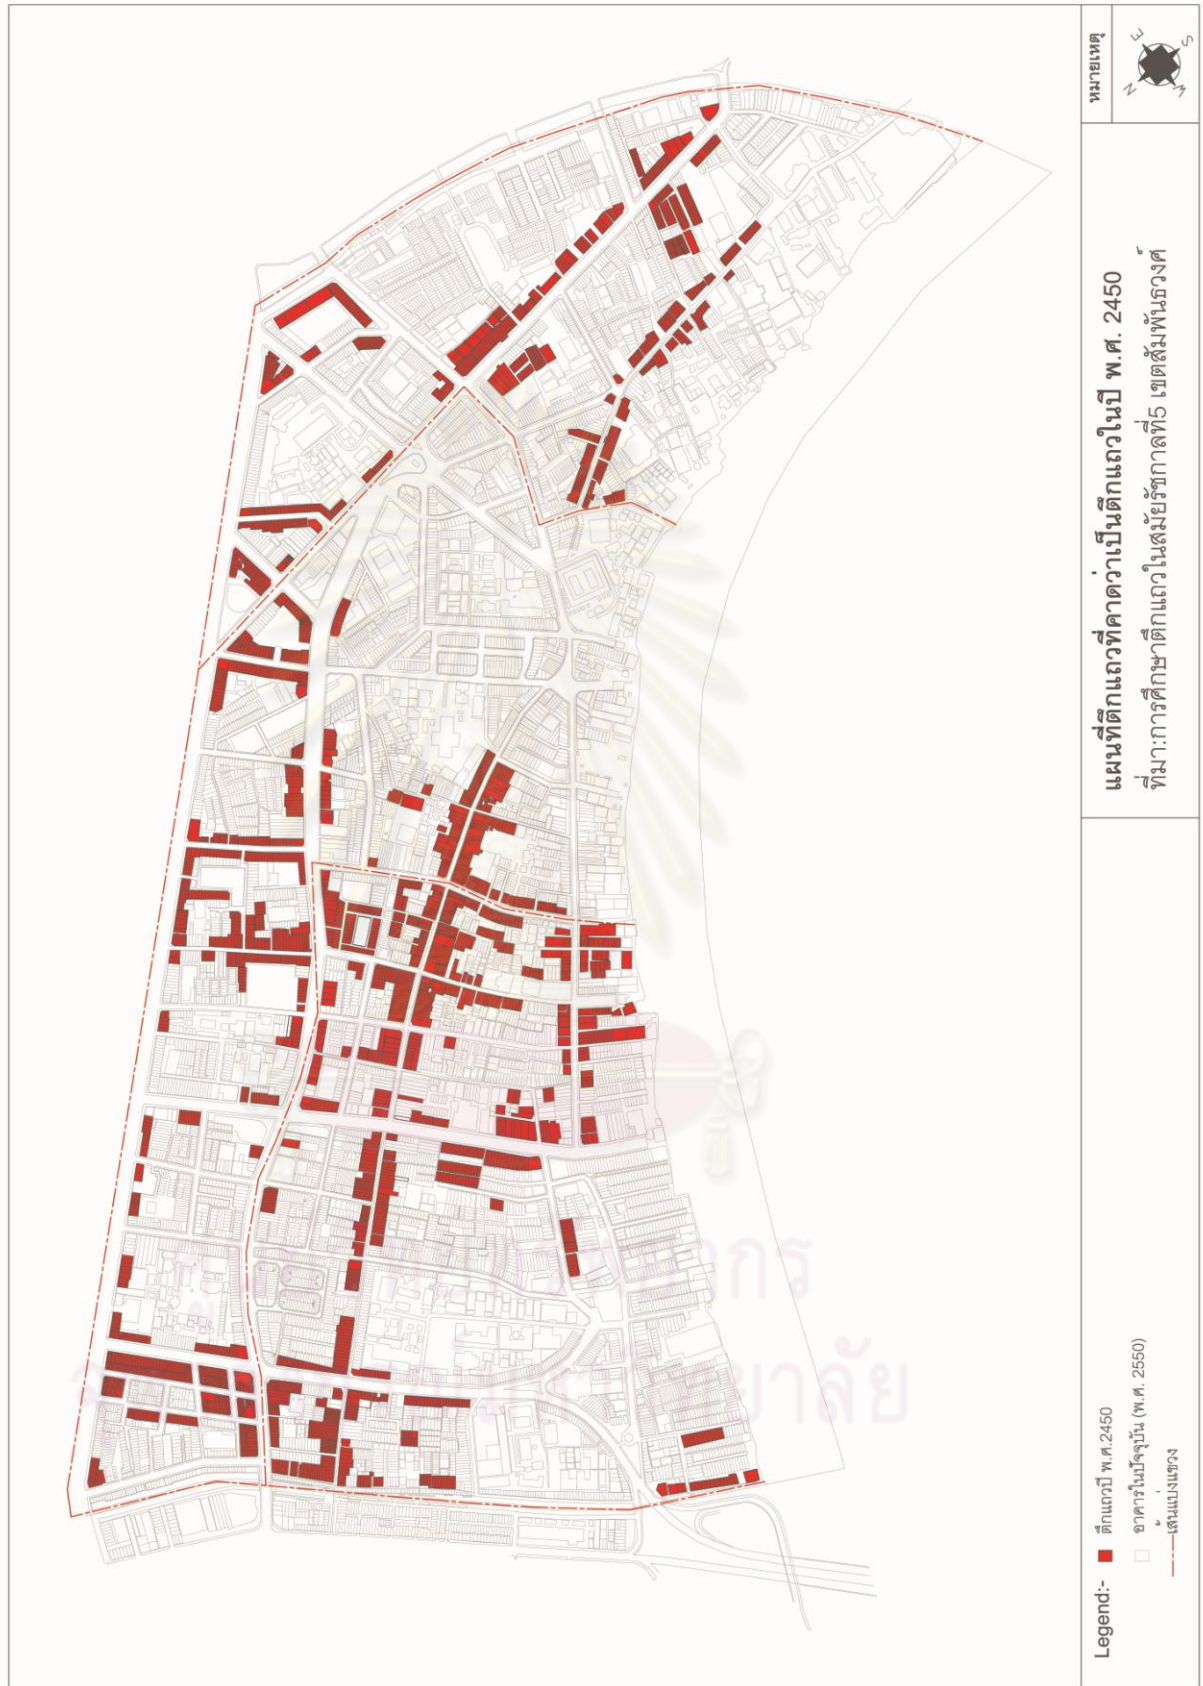 หมายเหตุ
N
E
S
W
แผนที่ตึกแถวที่คาดว่าเป็นตึกแถวในปี พ.ศ. 2450
ที่มา:การศึกษาตึกแถวในสมัยรัชกาลที่5 เขตสัมพันธวงศ์
Legend:-
ตึกแถวปี พ.ศ.2450
อาคารในปัจจุบัน (พ.ศ. 2550)
เส้นแบ่งแขวง